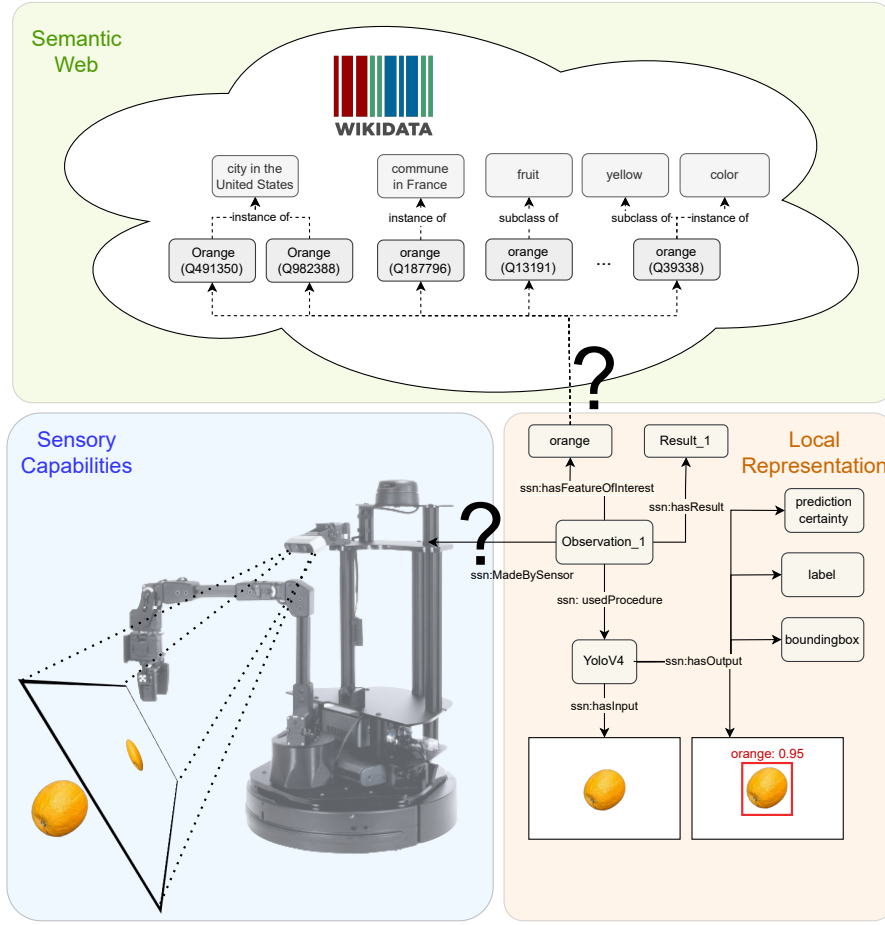 Semantic
Web
WIKIDATA
city in the
United States
commune
in France
fruit
yellow
color
instance of
instance of
subclass of
subclass of
instance of
Orange
(Q491350)
Orange
(Q982388)
orange
(Q187796)
orange
(Q13191)
...
orange
(Q39338)
?
Sensory
Capabilities
Local
Representation
orange
Result_1
ssn:hasFeatureOfInterest
ssn:hasResult
prediction
certainty
?
Observation_1
ssn:MadeBySensor
label
ssn: usedProcedure
boundingbox
YoloV4
ssn:hasOutput
ssn:hasInput
orange: 0.95